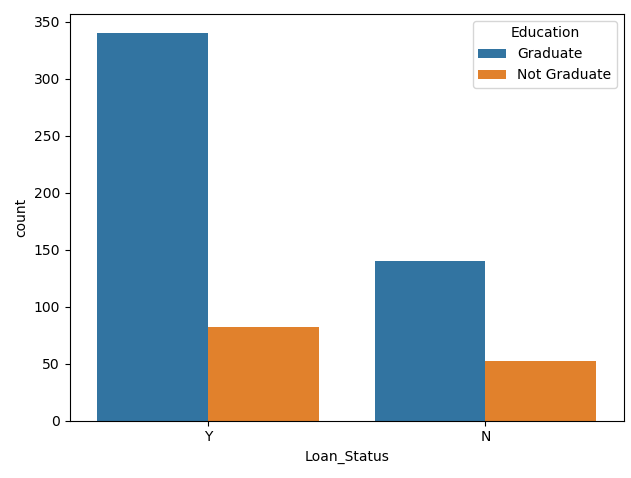 350
300
250
200
150
100
50
0
count
Education
Graduate
Not Graduate
Y
N
Loan_Status